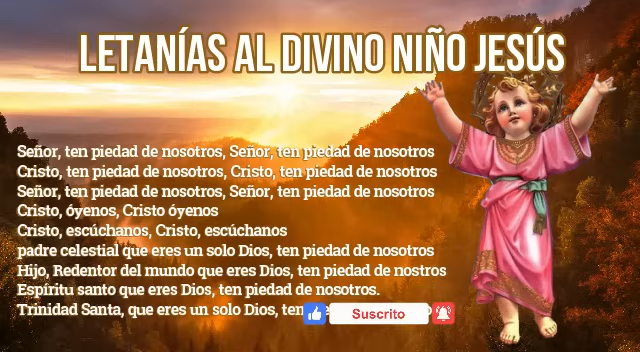 LETANÍAS AL DIVINO NIÑO JESÚS
Señor, ten piedad de nosotros, Señor, ten piedad de nosotros
Cristo, ten piedad de nosotros, Cristo, ten piedad de nosotros
Señor, ten piedad de nosotros, Señor, ten piedad de nosotros
Cristo, óyenos, Cristo óyenos
Cristo, escúchanos, Cristo, escúchanos
padre celestial que eres un solo Dios, ten piedad de nosotros
Hijo, Redentor del mundo que eres Dios, ten piedad de nostros
Espíritu santo que eres Dios, ten piedad de nosotros.
Trinidad Santa, que eres un solo Dios, ten
Suscrito